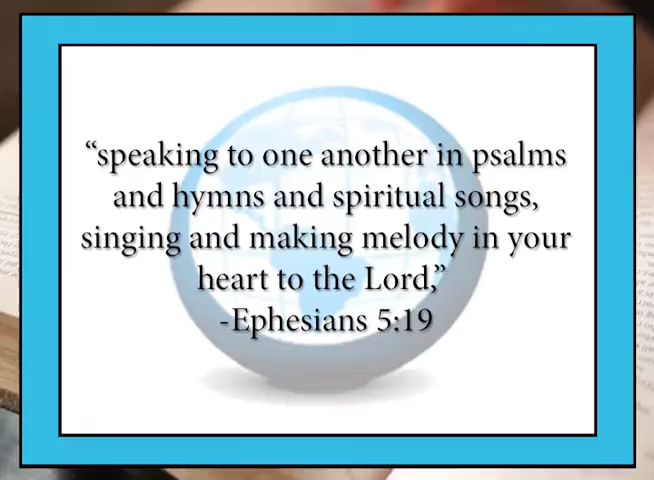 “speaking to one another in psalms
and hymns and spiritual songs,
singing and making melody in your
heart to the Lord,”
-Ephesians 5:19